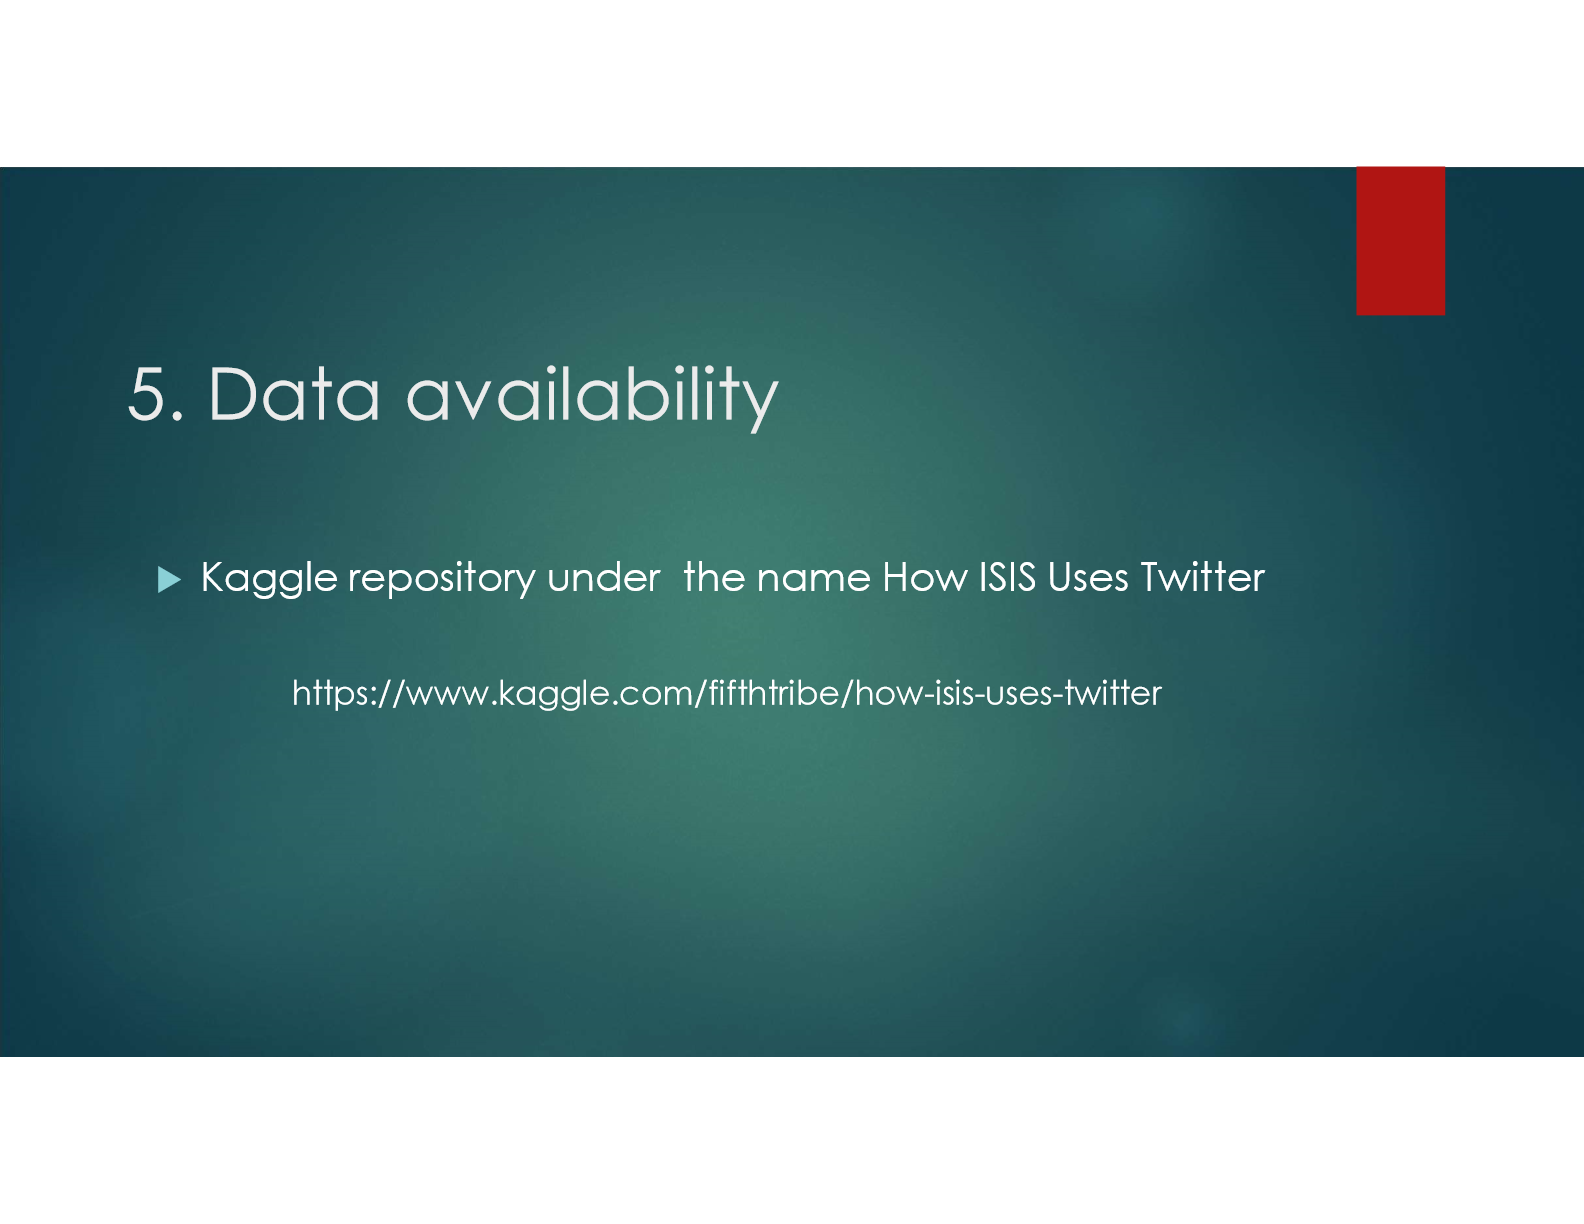 5. Data availability
Kaggle repository under  the name How ISIS Uses Twitter
https://www.kaggle.com/fifthtribe/how-isis-uses-twitter